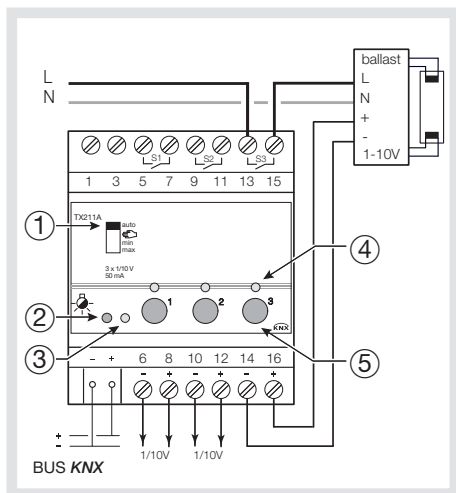 ballast
L
L
N
N
+
-
1-10V
S1
S2
S3
1 3 5 7 9 11 13 15
1
TX211A
auto
min
max
4
3 x 1/10 V
50 mA
1
2
3
KNX
2
3
5
- + - + - + - +
6 8 10 12 14 16
+
-
1/10V
1/10V
BUS KNX